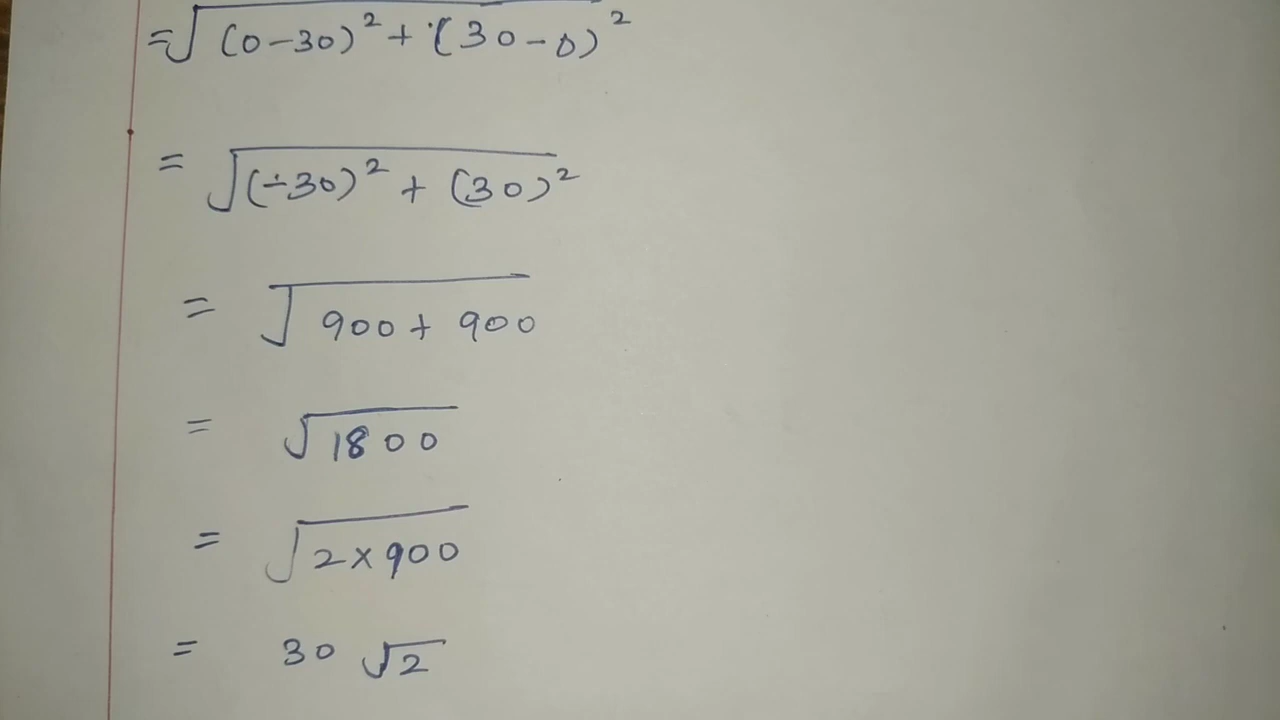 =√(0-30)² + (30-0)²
= √(-30)² + (30)²
= √900 + 900
= √1800
= √2×900
= 30 √2